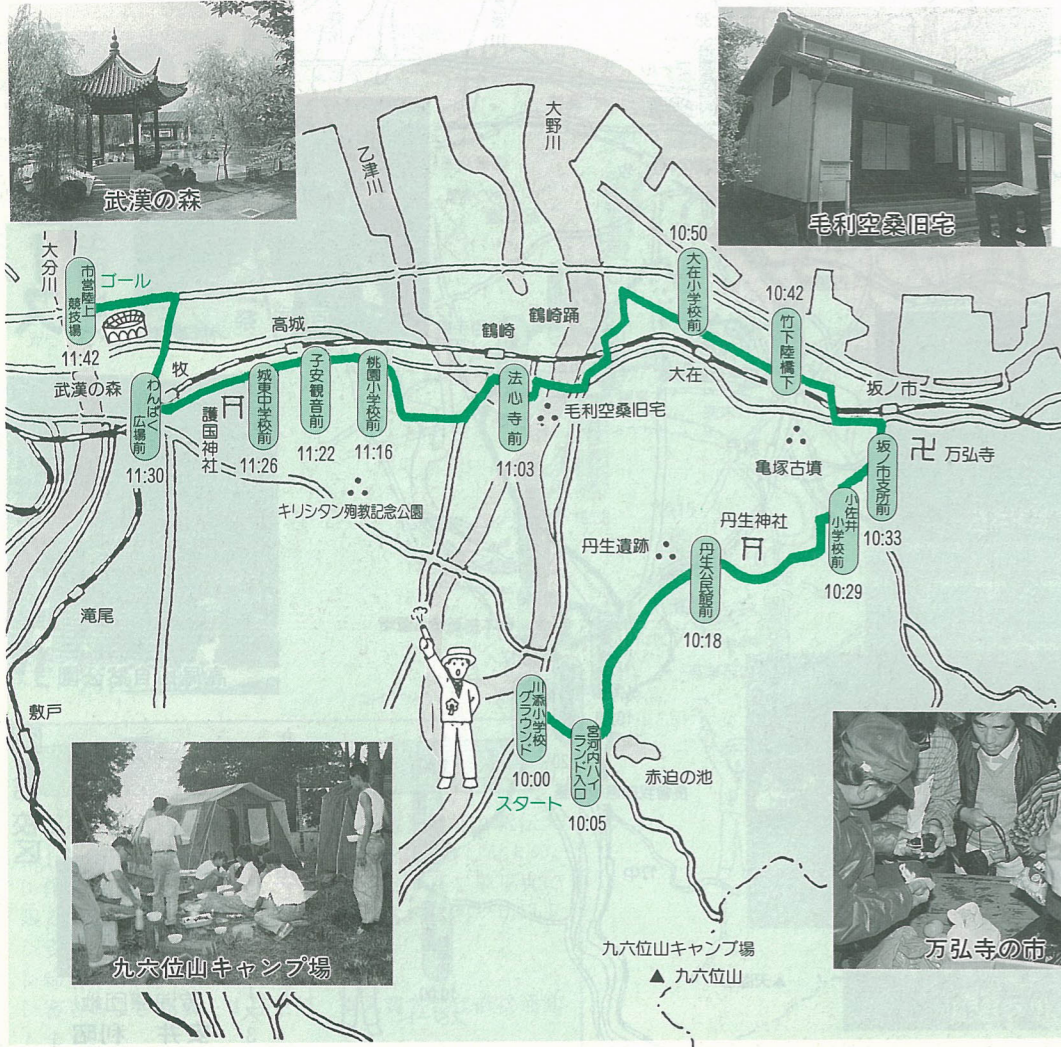 武漢の森
毛利空桑旧宅
大野川
乙津川
大分川
ゴール
市営陸上
競技場
11:42
武漢の森
わんぱく
広場前
11:30
牧
護国神社
城東中学校前
11:26
高城
子安観音前
11:22
桃園小学校前
11:16
キリシタン殉教記念公園
鶴崎
鶴崎踊
法心寺前
11:03
毛利空桑旧宅
10:50
大在小学校前
大在
10:42
竹下陸橋下
坂ノ市
亀塚古墳
万弘寺
坂ノ市支所前
10:33
小佐井
小学校前
10:29
丹生神社
丹生遺跡
丹生公民館前
10:18
滝尾
敷戸
川添小学校
グラウンド
10:00
スタート
宮河内ハイ
ランド入口
10:05
赤迫の池
九六位山キャンプ場
九六位山
九六位山キャンプ場
万弘寺の市